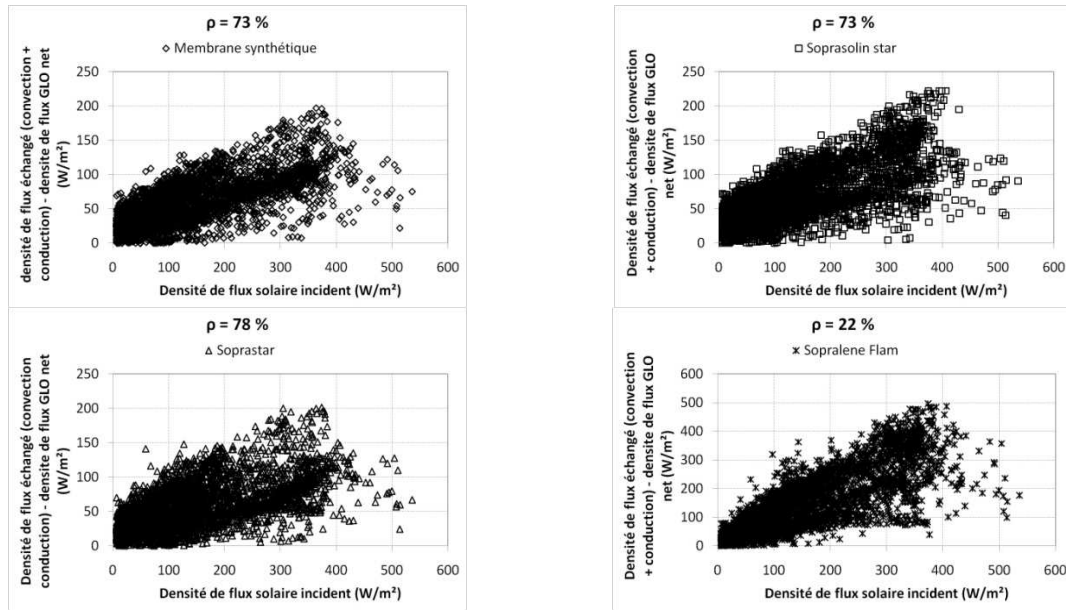 ρ = 73 %
Membrane synthétique
densité de flux échangé (convection +
conduction) - densite de flux GLO net
(W/m²)
250
200
150
100
50
0
0 100 200 300 400 500 600
Densité de flux solaire incident (W/m²)
ρ = 73 %
Soprasolin star
Densité de flux échangé (convection
+ conduction) - densite de flux GLO
net (W/m²)
250
200
150
100
50
0
0 100 200 300 400 500 600
Densité de flux solaire incident (W/m²)
ρ = 78 %
Soprastar
Densité de flux échangé (convection
+ conduction) - densite de flux GLO net
(W/m²)
250
200
150
100
50
0
0 100 200 300 400 500 600
Densité de flux solaire incident (W/m²)
ρ = 22 %
Sopralene Flam
Densité de flux échangé (convection
+ conduction) - densite de flux GLO
net (W/m²)
600
500
400
300
200
100
0
0 100 200 300 400 500 600
Densité de flux solaire incident (W/m²)